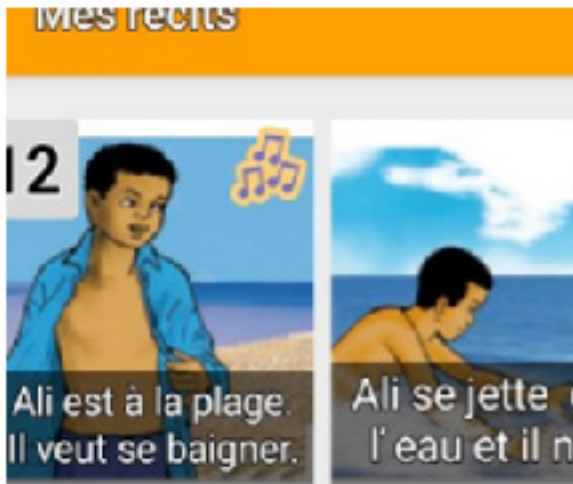 Mes récits
12
Ali est à la plage.
Il veut se baigner.
Ali se jette
l'eau et il